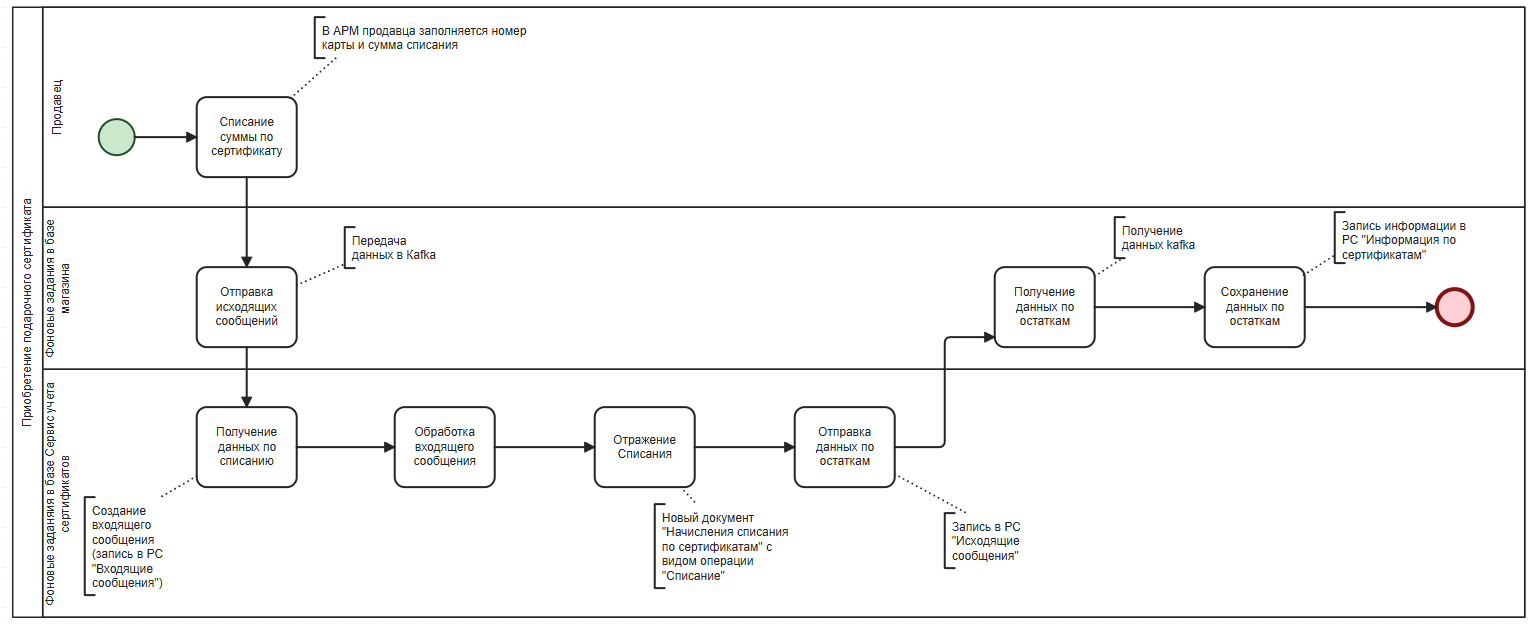 Приобретение подарочного сертификата
Продавец
В АРМ продавца заполняется номер
карты и сумма списания
Списание
суммы по
сертификату
Фоновые задания в базе
магазина
Передача
данных в Kafka
Отправка
исходящих
сообщений
Получение
данных kafka
Получение
данных по
остаткам
Запись информации в
РС "Информация по
сертификатам"
Сохранение
данных по
остаткам
Фоновые заданяия в базе Сервис учета
сертификатов
Получение
данных по
списанию
Создание
входящего
сообщения
(запись в РС
"Входящие
сообщения")
Обработка
входящего
сообщения
Отражение
Списания
Новый документ
"Начисления списания
по сертификатам" с
видом операции
"Списание"
Отправка
данных по
остаткам
Запись в РС
"Исходящие
сообщения"